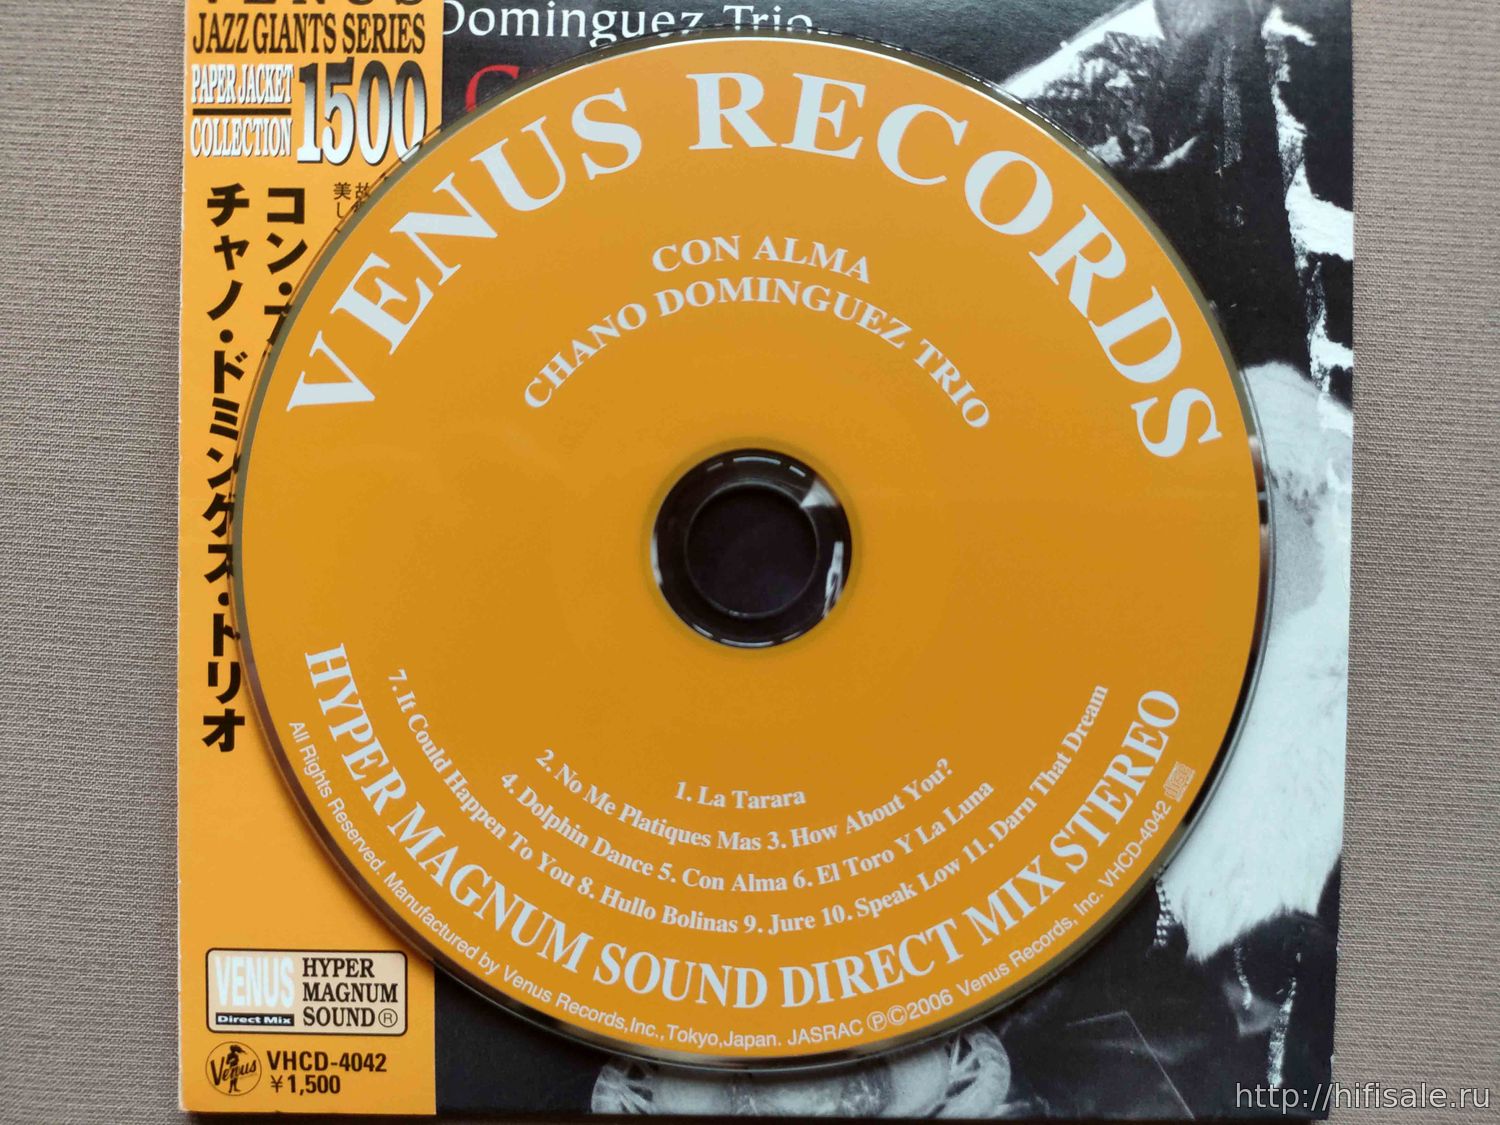 VENUS
JAZZ GIANTS SERIES
PAPER JACKET
COLLECTION
1500
Dominguez Trio
コン・
チャノ・ドミンゲス・トリオ
VENUS RECORDS
CON ALMA
CHANO DOMINGUEZ TRIO
1. La Tarara
2. No Me Platiques Mas 3. How About You?
4. Dolphin Dance 5. Con Alma 6. El Toro Y La Luna
7. It Could Happen To You 8. Hullo Bolinas 9. Jure 10. Speak Low 11. Darn That Dream
HYPER MAGNUM SOUND DIRECT MIX STEREO
All Rights Reserved. Manufactured by Venus Records,Inc.,Tokyo,Japan. JASRAC ℗©2006 Venus Records, Inc. VHCD-4042
VENUS
Direct Mix
HYPER
MAGNUM
SOUND®
Venus
VHCD-4042
¥1,500
http://hifisale.ru